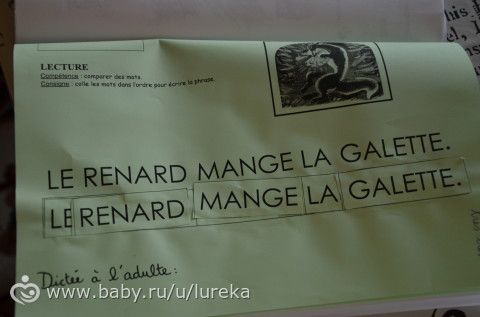 LECTURE
Compétence : comparer des mots.
Consigne : colle les mots dans l'ordre pour écrire la phrase.
LE RENARD MANGE LA GALETTE.
LE RENARD MANGE LA GALETTE.
Dictée à l'adulte :
www.baby.ru/u/lureka